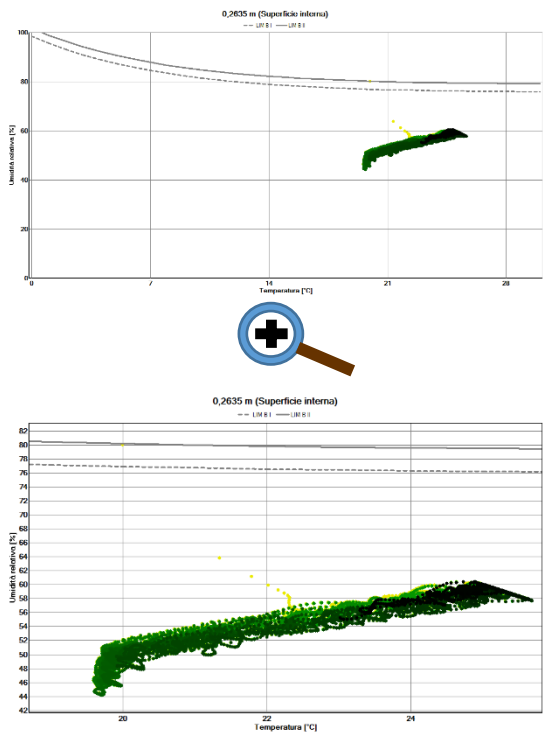 0,2635 m (Superficie interna)
LIM B I LIM B II
100
80
60
40
20
0
Umidità relativa [%]
0 7 14 21 28
Temperatura [°C]
0,2635 m (Superficie interna)
LIM B I LIM B II
82
80
78
76
74
72
70
68
66
64
62
60
58
56
54
52
50
48
46
44
42
Umidità relativa [%]
20 22 24
Temperatura [°C]